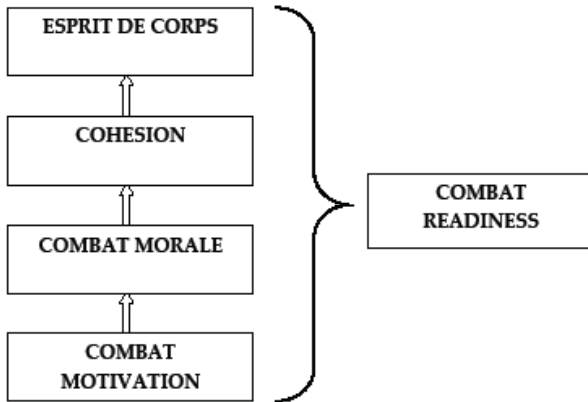 ESPRIT DE CORPS
COHESION
COMBAT MORALE
COMBAT
MOTIVATION
COMBAT
READINESS